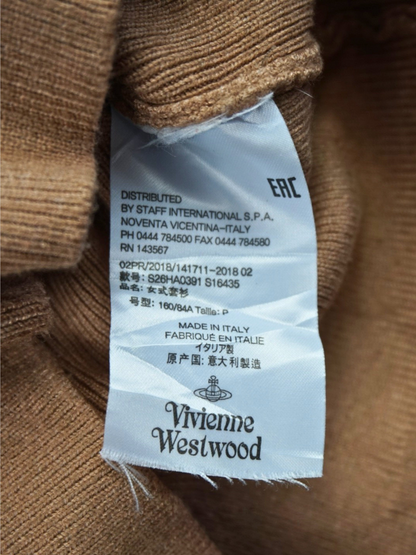 EAC
DISTRIBUTED
BY STAFF INTERNATIONAL S.P.A.
NOVENTA VICENTINA-ITALY
PH 0444 784500 FAX 0444 784580
RN 143567
02PR/2018/141711-2018 02
款号: S26HA0391 S16435
品名: 女式套衫
号型: 160/84A Taille: P
MADE IN ITALY
FABRIQUÉ EN ITALIE
イタリア製
原产国: 意大利製造
Vivienne
Westwood